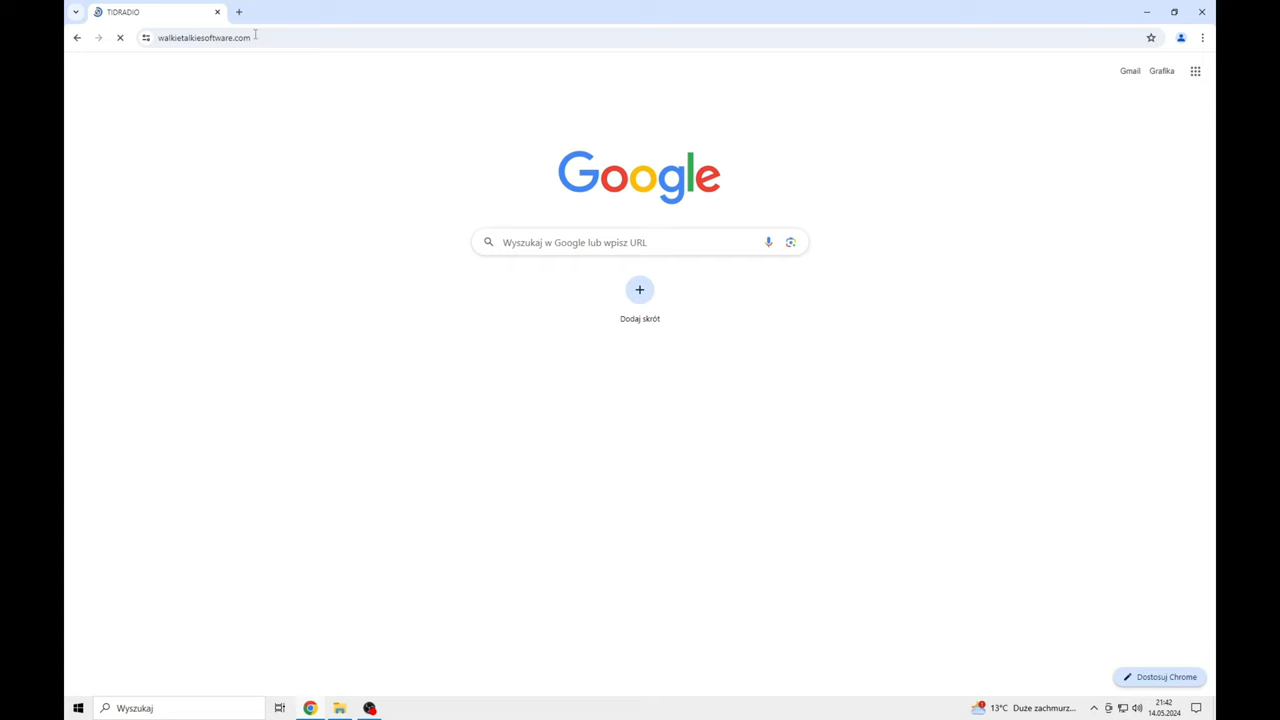 TIDRADIO
walkietalkiesoftware.com
Gmail
Grafika
Google
Wyszukaj w Google lub wpisz URL
Dodaj skrót
Dostosuj Chrome
Wyszukaj
13°C Duże zachmurz...
21:42
14.05.2024